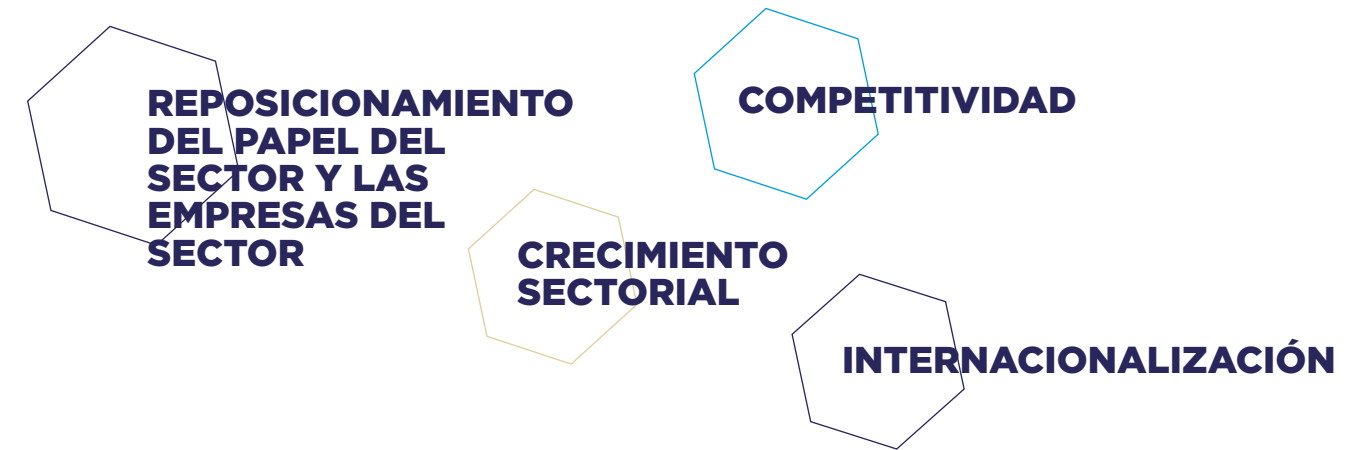 REPOSICIONAMIENTO
DEL PAPEL DEL
SECTOR Y LAS
EMPRESAS DEL
SECTOR
CRECIMIENTO
SECTORIAL
COMPETITIVIDAD
INTERNACIONALIZACIÓN